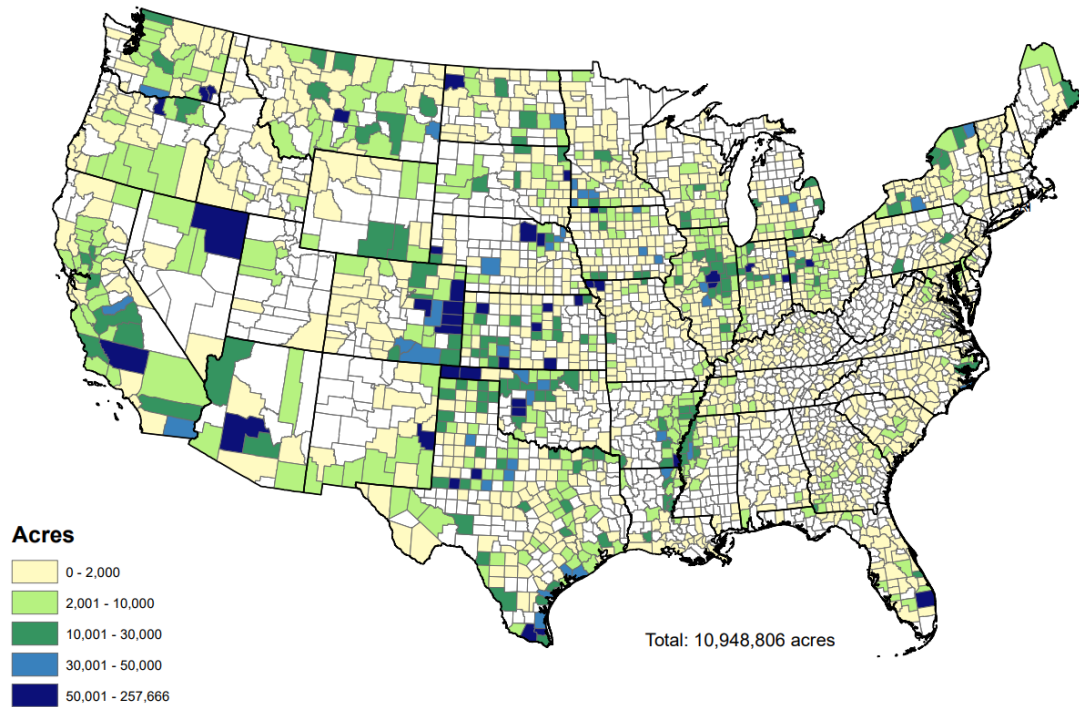 Acres
0 - 2,000
2,001 - 10,000
10,001 - 30,000
30,001 - 50,000
50,001 - 257,666
Total: 10,948,806 acres